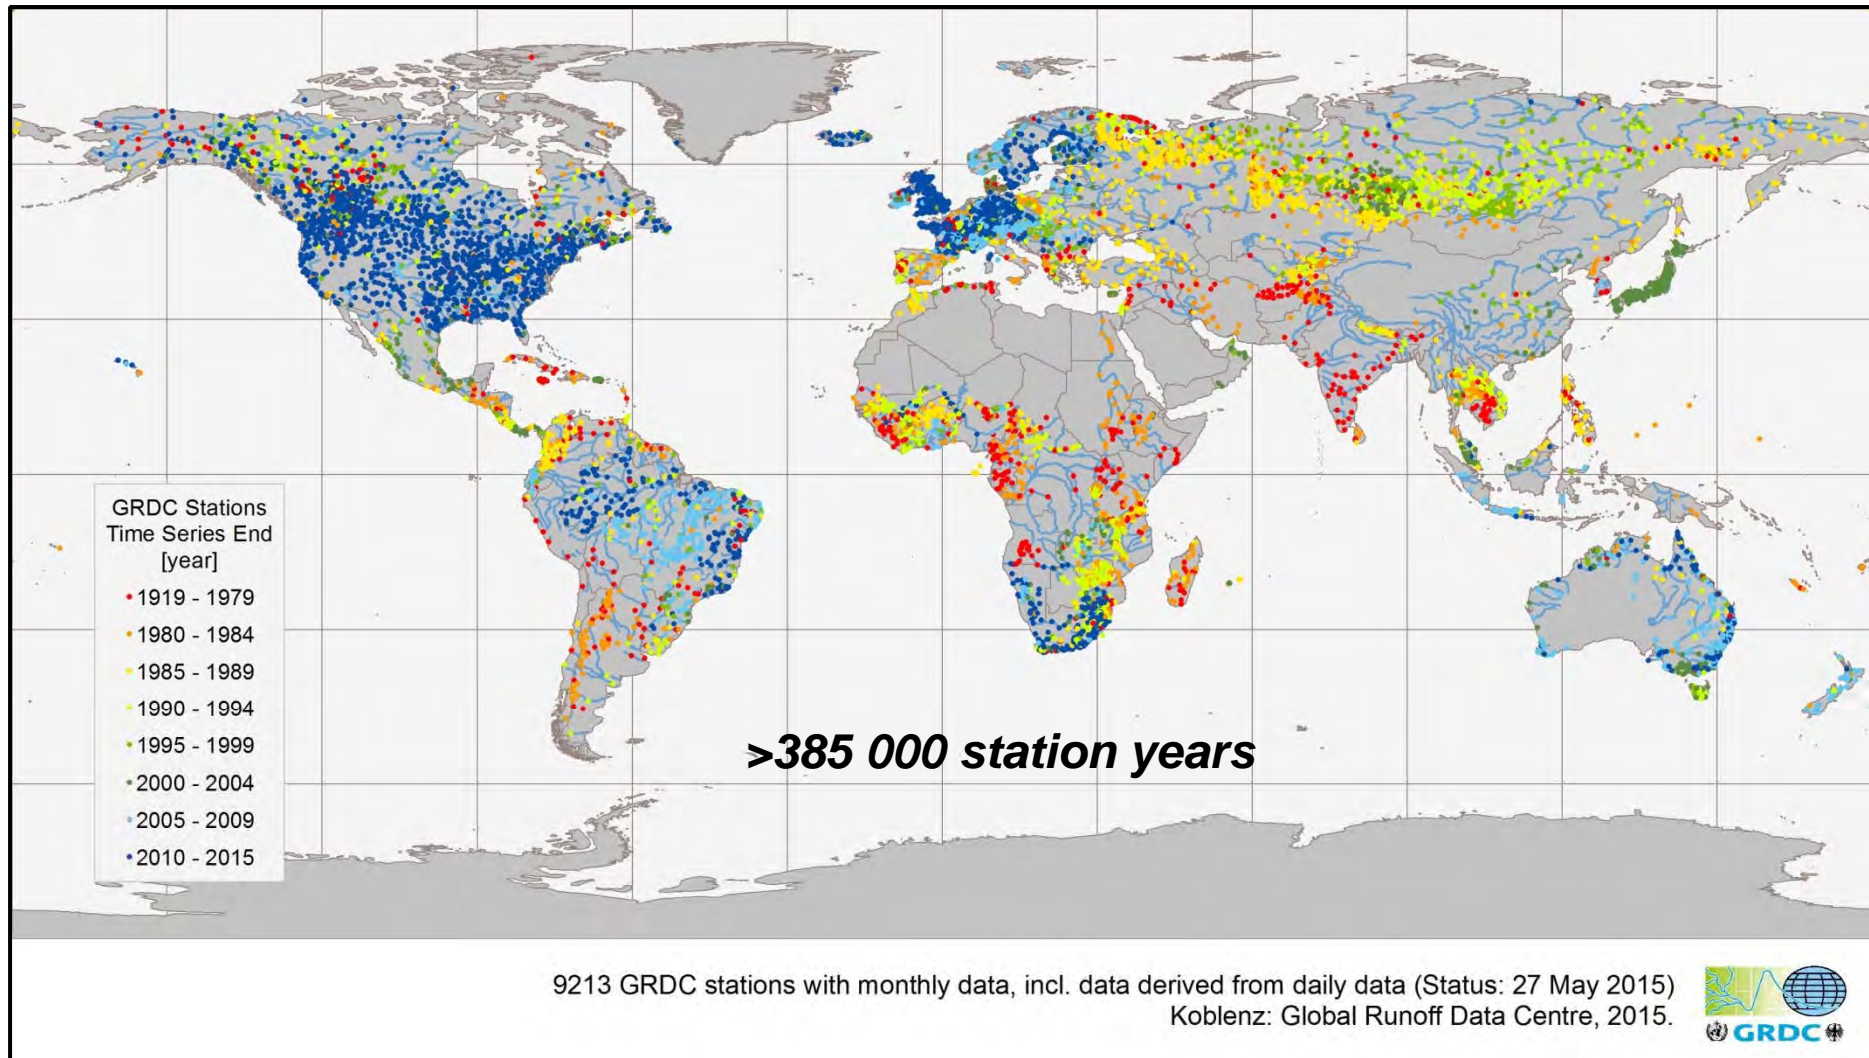 GRDC Stations
Time Series End
[year]
1919 - 1979
1980 - 1984
1985 - 1989
1990 - 1994
1995 - 1999
2000 - 2004
2005 - 2009
2010 - 2015
>385 000 station years
9213 GRDC stations with monthly data, incl. data derived from daily data (Status: 27 May 2015)
Koblenz: Global Runoff Data Centre, 2015.
GRDC